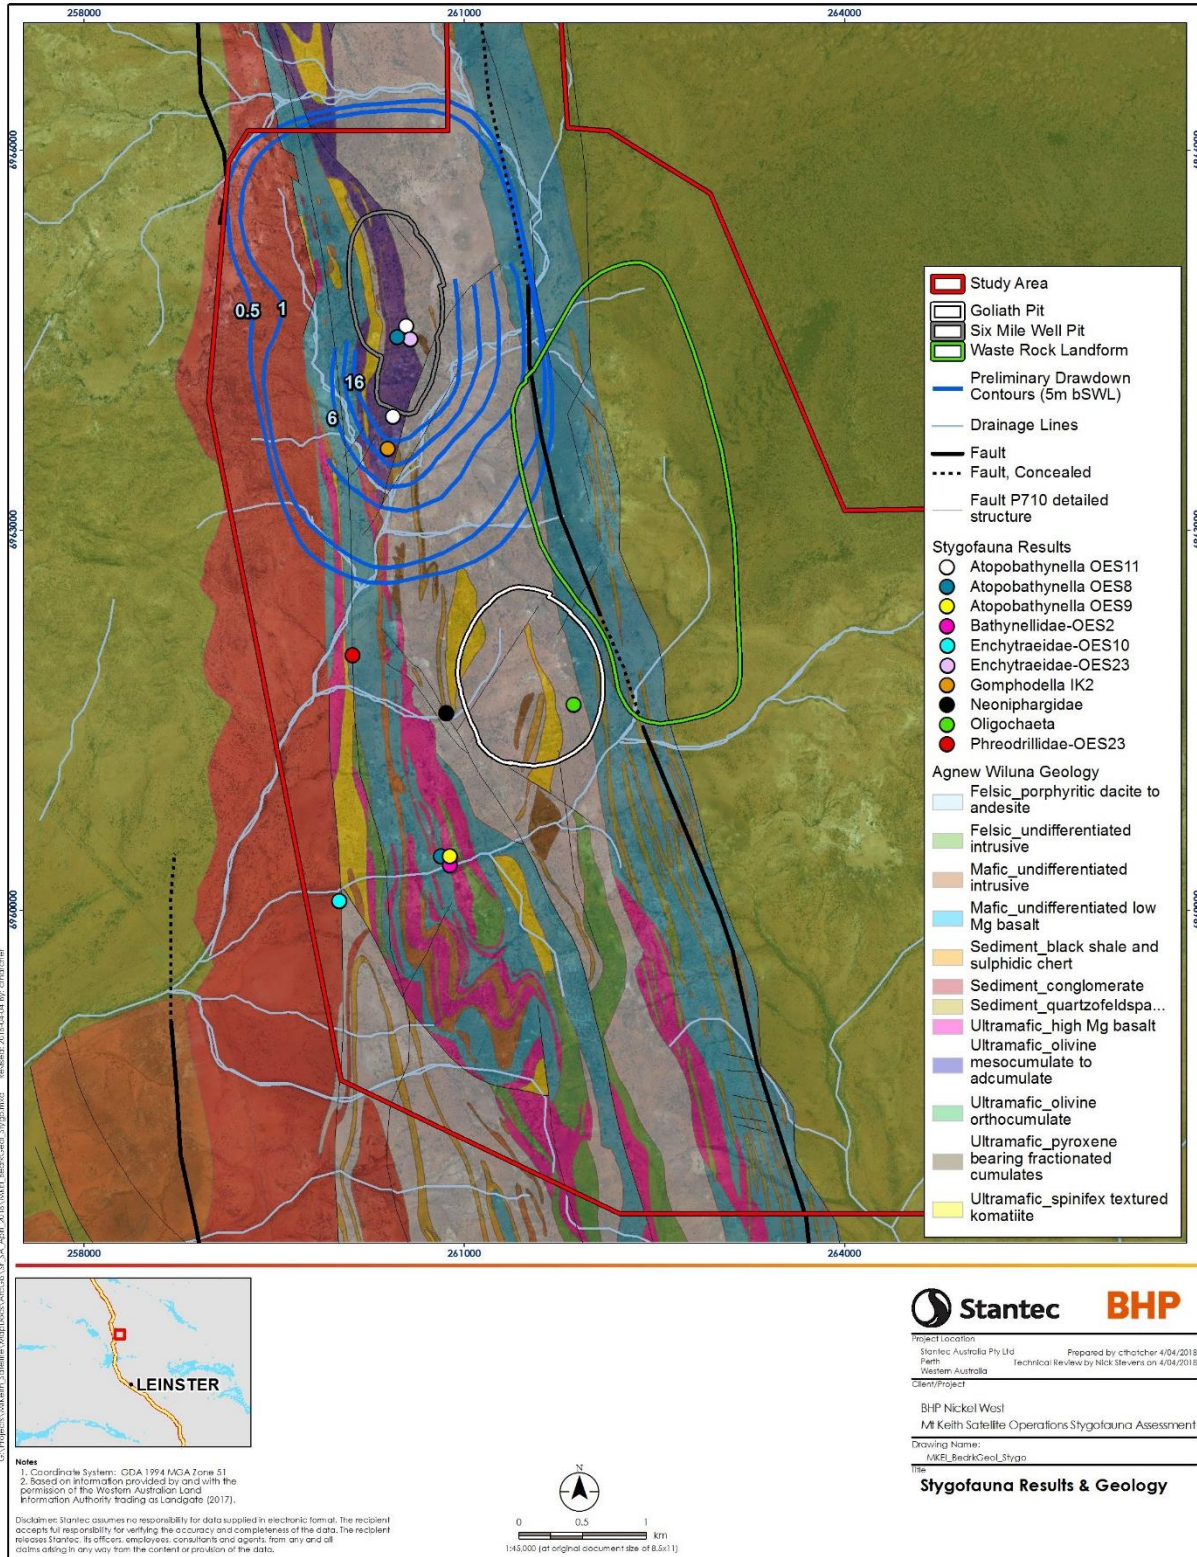 258000
261000
264000
6966000
6966000
0.5
1
16
6
6963000
6963000
6960000
6960000
Study Area
Goliath Pit
Six Mile Well Pit
Waste Rock Landform
Preliminary Drawdown
Contours (5m bSWL)
Drainage Lines
Fault
Fault, Concealed
Fault P710 detailed
structure
Stygofauna Results
Atopobathynella OES11
Atopobathynella OES8
Atopobathynella OES9
Bathynellidae-OES2
Enchytraeidae-OES10
Enchytraeidae-OES23
Gomphodella IK2
Neoniphargidae
Oligochaeta
Phreodrillidae-OES23
Agnew Wiluna Geology
Felsic_porphyritic dacite to
andesite
Felsic_undifferentiated
intrusive
Mafic_undifferentiated
intrusive
Mafic_undifferentiated low
Mg basalt
Sediment_black shale and
sulphidic chert
Sediment_conglomerate
Sediment_quartzofeldspa...
Ultramafic_high Mg basalt
Ultramafic_olivine
mesocumulate to
adcumulate
Ultramafic_olivine
orthocumulate
Ultramafic_pyroxene
bearing fractionated
cumulates
Ultramafic_spinifex textured
komatiite
258000
261000
264000
LEINSTER
Notes
1. Coordinate System: GDA 1994 MGA Zone 51
2. Based on information provided by and with the
permission of the Western Australian Land
Information Authority trading as Landgate (2017).
Disclaimer: Stantec assumes no responsibility for data supplied in electronic format. The recipient
accepts full responsibility for verifying the accuracy and completeness of the data. The recipient
releases Stantec, its officers, employees, consultants and agents, from any and all
claims arising in any way from the content or provision of the data.
N
0 0.5 1
km
1:45,000 (at original document size of 8.5x11)
Stantec
BHP
Project Location
Stantec Australia Pty Ltd
Perth
Western Australia
Prepared by cthatcher 4/04/2018
Technical Review by Nick Stevens on 4/04/2018
Client/Project
BHP Nickel West
Mt Keith Satellite Operations Stygofauna Assessment
Drawing Name:
MKEL_BedrkGeol_Stygo
Title
Stygofauna Results & Geology